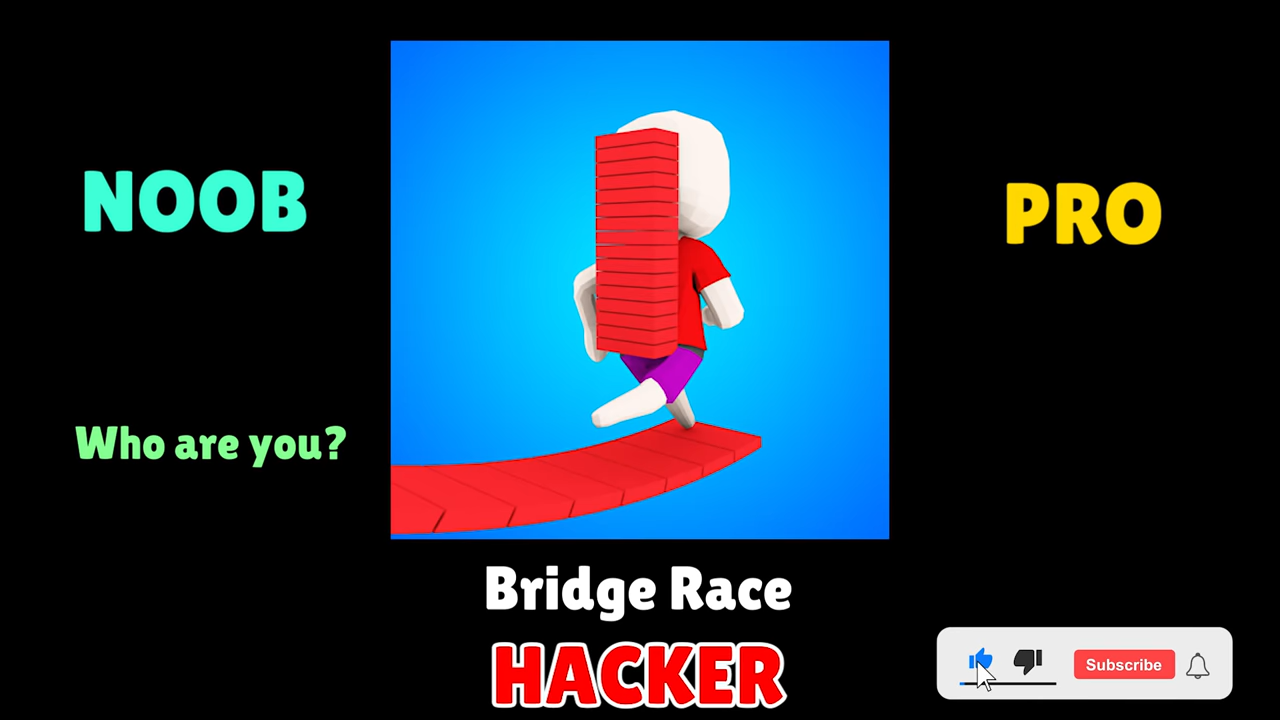 NOOB
PRO
Who are you?
Bridge Race
HACKER
Subscribe